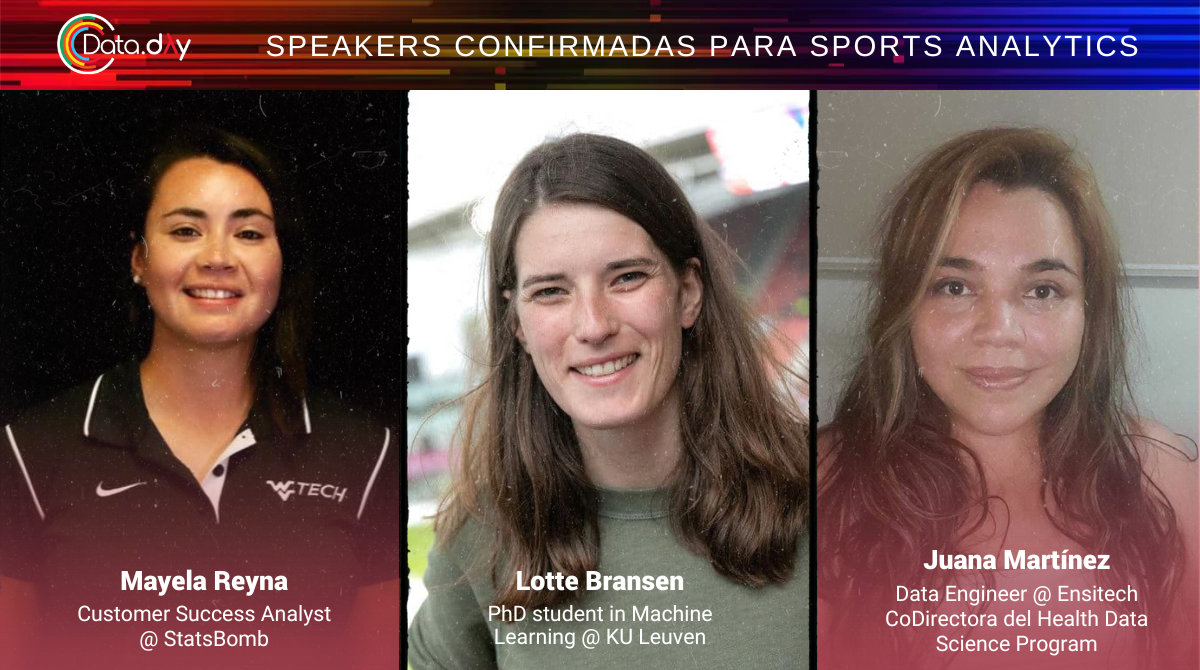 Data.dAy
SPEAKERS CONFIRMADAS PARA SPORTS ANALYTICS
TECH
Mayela Reyna
Customer Success Analyst
@ StatsBomb
Lotte Bransen
PhD student in Machine
Learning @ KU Leuven
Juana Martínez
Data Engineer @ Ensitech
CoDirectora del Health Data
Science Program